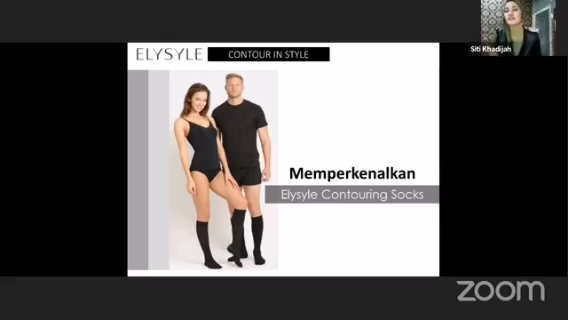 ELYSYLE
CONTOUR IN STYLE
Siti Khadijah
Memperkenalkan
Elysyle Contouring Socks
zoom